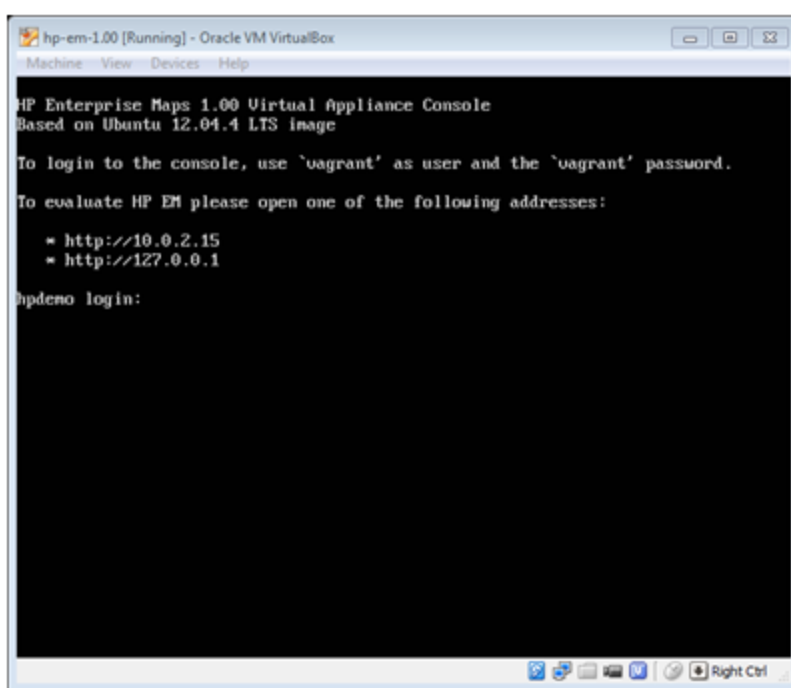 hp-em-1.00 [Running] - Oracle VM VirtualBox
Machine View Devices Help
HP Enterprise Maps 1.00 Virtual Appliance Console
Based on Ubuntu 12.04.4 LTS image
To login to the console, use `vagrant' as user and the `vagrant' password.
To evaluate HP EM please open one of the following addresses:
* http://10.0.2.15
* http://127.0.0.1
hpdemo login:
Right Ctrl